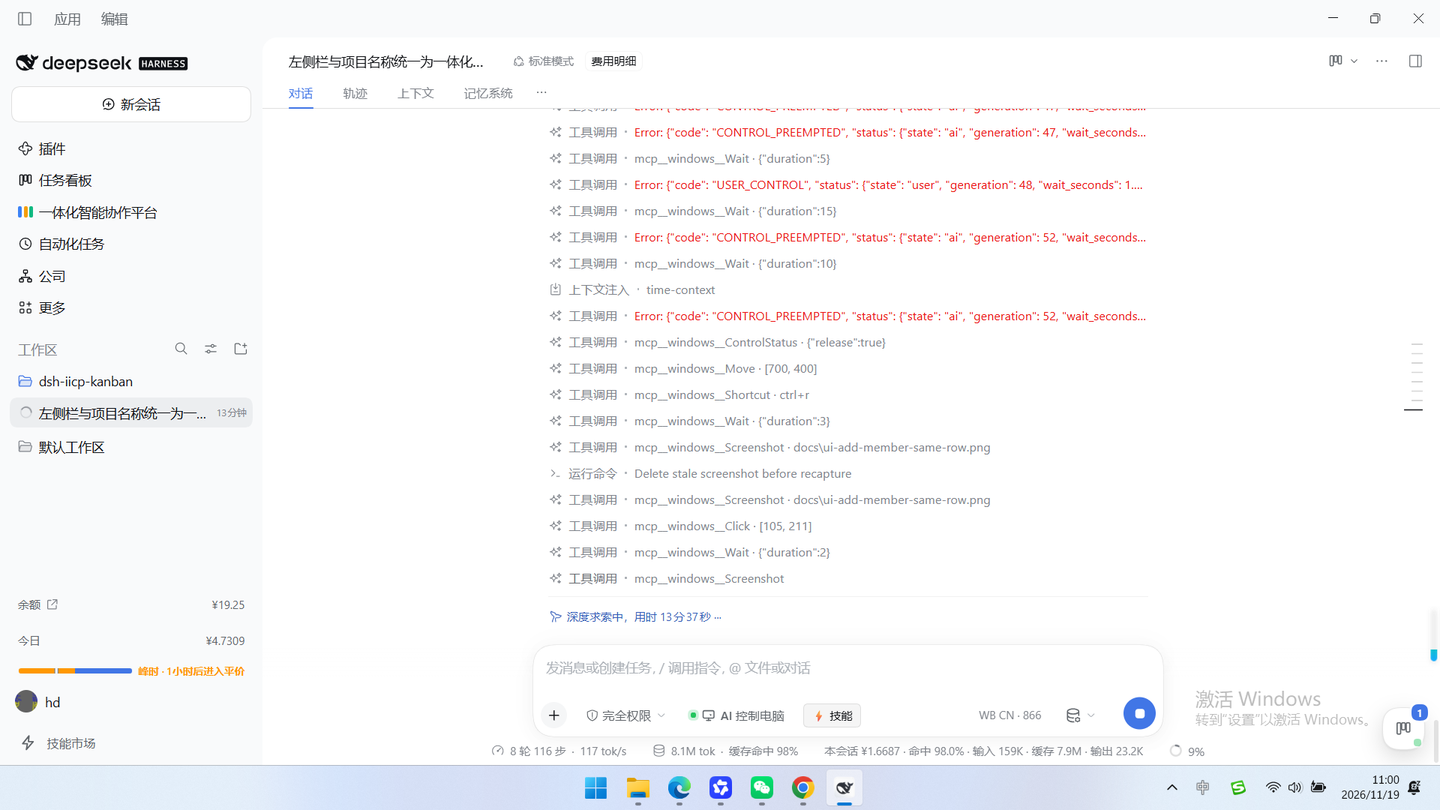 应用 编辑
deepseek HARNESS
新会话
插件
任务看板
一体化智能协作平台
自动化任务
公司
更多
工作区
dsh-iicp-kanban
左侧栏与项目名称统一为一... 13分钟
默认工作区
余额 ¥19.25
今日 ¥4.7309
峰时 · 1小时后进入平价
hd
技能市场
左侧栏与项目名称统一为一体化... 标准模式 费用明细
对话 轨迹 上下文 记忆系统 ...
工具调用 · Error: {"code": "CONTROL_PREEMPTED", "status": {"state": "ai", "generation": 47, "wait_seconds...
工具调用 · mcp__windows__Wait · {"duration":5}
工具调用 · Error: {"code": "USER_CONTROL", "status": {"state": "user", "generation": 48, "wait_seconds": 1....
工具调用 · mcp__windows__Wait · {"duration":15}
工具调用 · Error: {"code": "CONTROL_PREEMPTED", "status": {"state": "ai", "generation": 52, "wait_seconds...
工具调用 · mcp__windows__Wait · {"duration":10}
上下文注入 · time-context
工具调用 · Error: {"code": "CONTROL_PREEMPTED", "status": {"state": "ai", "generation": 52, "wait_seconds...
工具调用 · mcp__windows__ControlStatus · {"release":true}
工具调用 · mcp__windows__Move · [700, 400]
工具调用 · mcp__windows__Shortcut · ctrl+r
工具调用 · mcp__windows__Wait · {"duration":3}
工具调用 · mcp__windows__Screenshot · docs\ui-add-member-same-row.png
运行命令 · Delete stale screenshot before recapture
工具调用 · mcp__windows__Screenshot · docs\ui-add-member-same-row.png
工具调用 · mcp__windows__Click · [105, 211]
工具调用 · mcp__windows__Wait · {"duration":2}
工具调用 · mcp__windows__Screenshot
深度求索中，用时 13分37秒 ...
发消息或创建任务, / 调用指令, @ 文件或对话
完全权限 AI 控制电脑 技能 WB CN · 866
8 轮 116 步 · 117 tok/s 8.1M tok · 缓存命中 98% 本会话 ¥1.6687 · 命中 98.0% · 输入 159K · 缓存 7.9M · 输出 23.2K 9%
激活 Windows
转到"设置"以激活 Windows。
1
中
11:00
2026/11/19